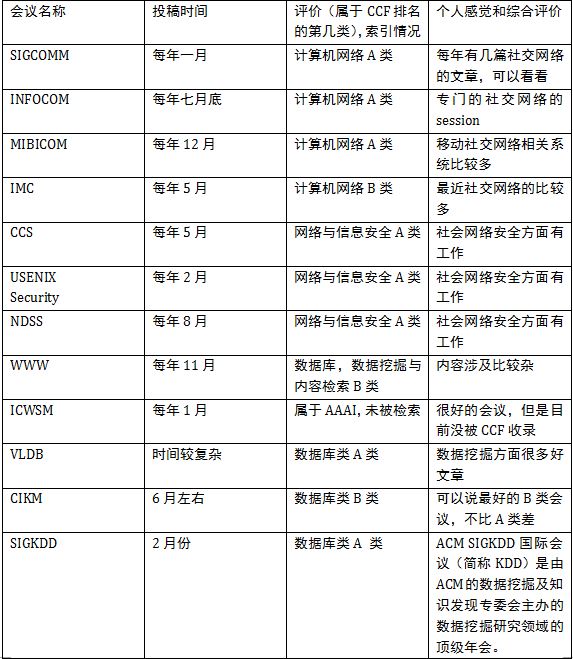 会议名称 投稿时间 评价（属于 CCF 排名 个人感觉和综合评价
的第几类），索引情况
SIGCOMM 每年一月 计算机网络 A 类 每年有几篇社交网络
的文章，可以看看
INFOCOM 每年七月底 计算机网络 A 类 专门的社交网络的
session
MIBICOM 每年 12 月 计算机网络 A 类 移动社交网络相关系
统比较多
IMC 每年 5 月 计算机网络 B 类 最近社交网络的比较
多
CCS 每年 5 月 网络与信息安全 A 类 社会网络安全方面有
工作
USENIX 每年 2 月 网络与信息安全 A 类 社会网络安全方面有
Security 工作
NDSS 每年 8 月 网络与信息安全 A 类 社会网络安全方面有
工作
WWW 每年 11 月 数据库，数据挖掘与 内容涉及比较杂
内容检索 B 类
ICWSM 每年 1 月 属于 AAAI，未被检索 很好的会议，但是目
前没被 CCF 收录
VLDB 时间较复杂 数据库类 A 类 数据挖掘方面很多好
文章
CIKM 6 月左右 数据库类 B 类 可以说最好的 B 类会
议，不比 A 类差
SIGKDD 2 月份 数据库类 A 类 ACM SIGKDD 国际会
议（简称 KDD）是由
ACM 的数据挖掘及知
识发现专委会主办的
数据挖掘研究领域的
顶级年会。